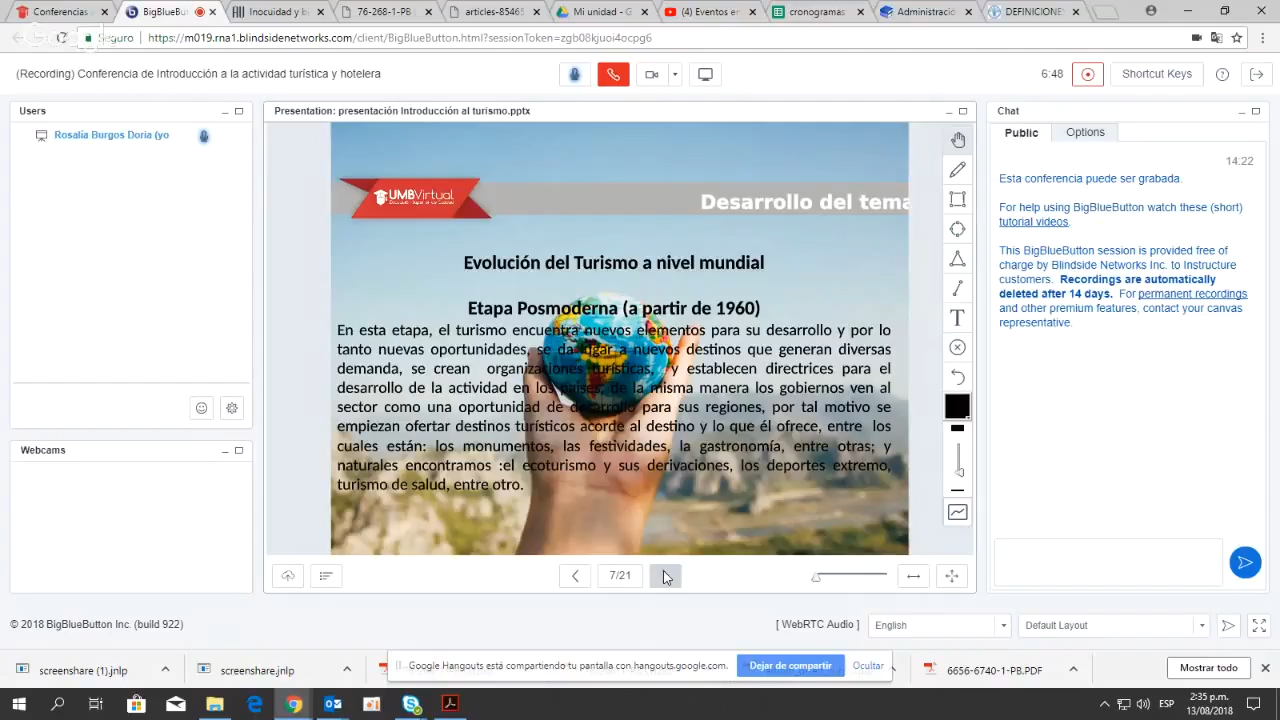 Conferencias e
BigBlueBu
Inocuidad y bi
76-268-1-PB
articles-85465
Mi unidad - G
(4) Eventos er
cronogramas
Administració
DEFINICIONE
https://m019.rna1.blindsidenetworks.com/client/BigBlueButton.html?sessionToken=zgb08kjuoi4ocpg6
(Recording) Conferencia de Introducción a la actividad turística y hotelera
6:48
Shortcut Keys
Users
Rosalía Burgos Doria (yo
Webcams
Presentation: presentación Introducción al turismo.pptx
UMBVirtual
Desarrollo del tema
Evolución del Turismo a nivel mundial
Etapa Posmoderna (a partir de 1960)
En esta etapa, el turismo encuentra nuevos elementos para su desarrollo y por lo
tanto nuevas oportunidades, se da lugar a nuevos destinos que generan diversas
demanda, se crean organizaciones turísticas, y establecen directrices para el
desarrollo de la actividad en los países; de la misma manera los gobiernos ven al
sector como una oportunidad de desarrollo para sus regiones, por tal motivo se
empiezan ofertar destinos turísticos acorde al destino y lo que él ofrece, entre los
cuales están: los monumentos, las festividades, la gastronomía, entre otras; y
naturales encontramos :el ecoturismo y sus derivaciones, los deportes extremo,
turismo de salud, entre otro.
7/21
Chat
Public
Options
14:22
Esta conferencia puede ser grabada.
For help using BigBlueButton watch these (short)
tutorial videos.
This BigBlueButton session is provided free of
charge by Blindside Networks Inc. to Instructure
customers. Recordings are automatically
deleted after 14 days. For permanent recordings
and other premium features, contact your canvas
representative.
© 2018 BigBlueButton Inc. (build 922)
[ WebRTC Audio ]
English
Default Layout
screenshare (1).jnlp
screenshare.jnlp
Google Hangouts está compartiendo tu pantalla con hangouts.google.com.
Dejar de compartir
Ocultar
6656-6740-1-PB.PDF
Mostrar todo
ESP
2:35 p.m.
13/08/2018